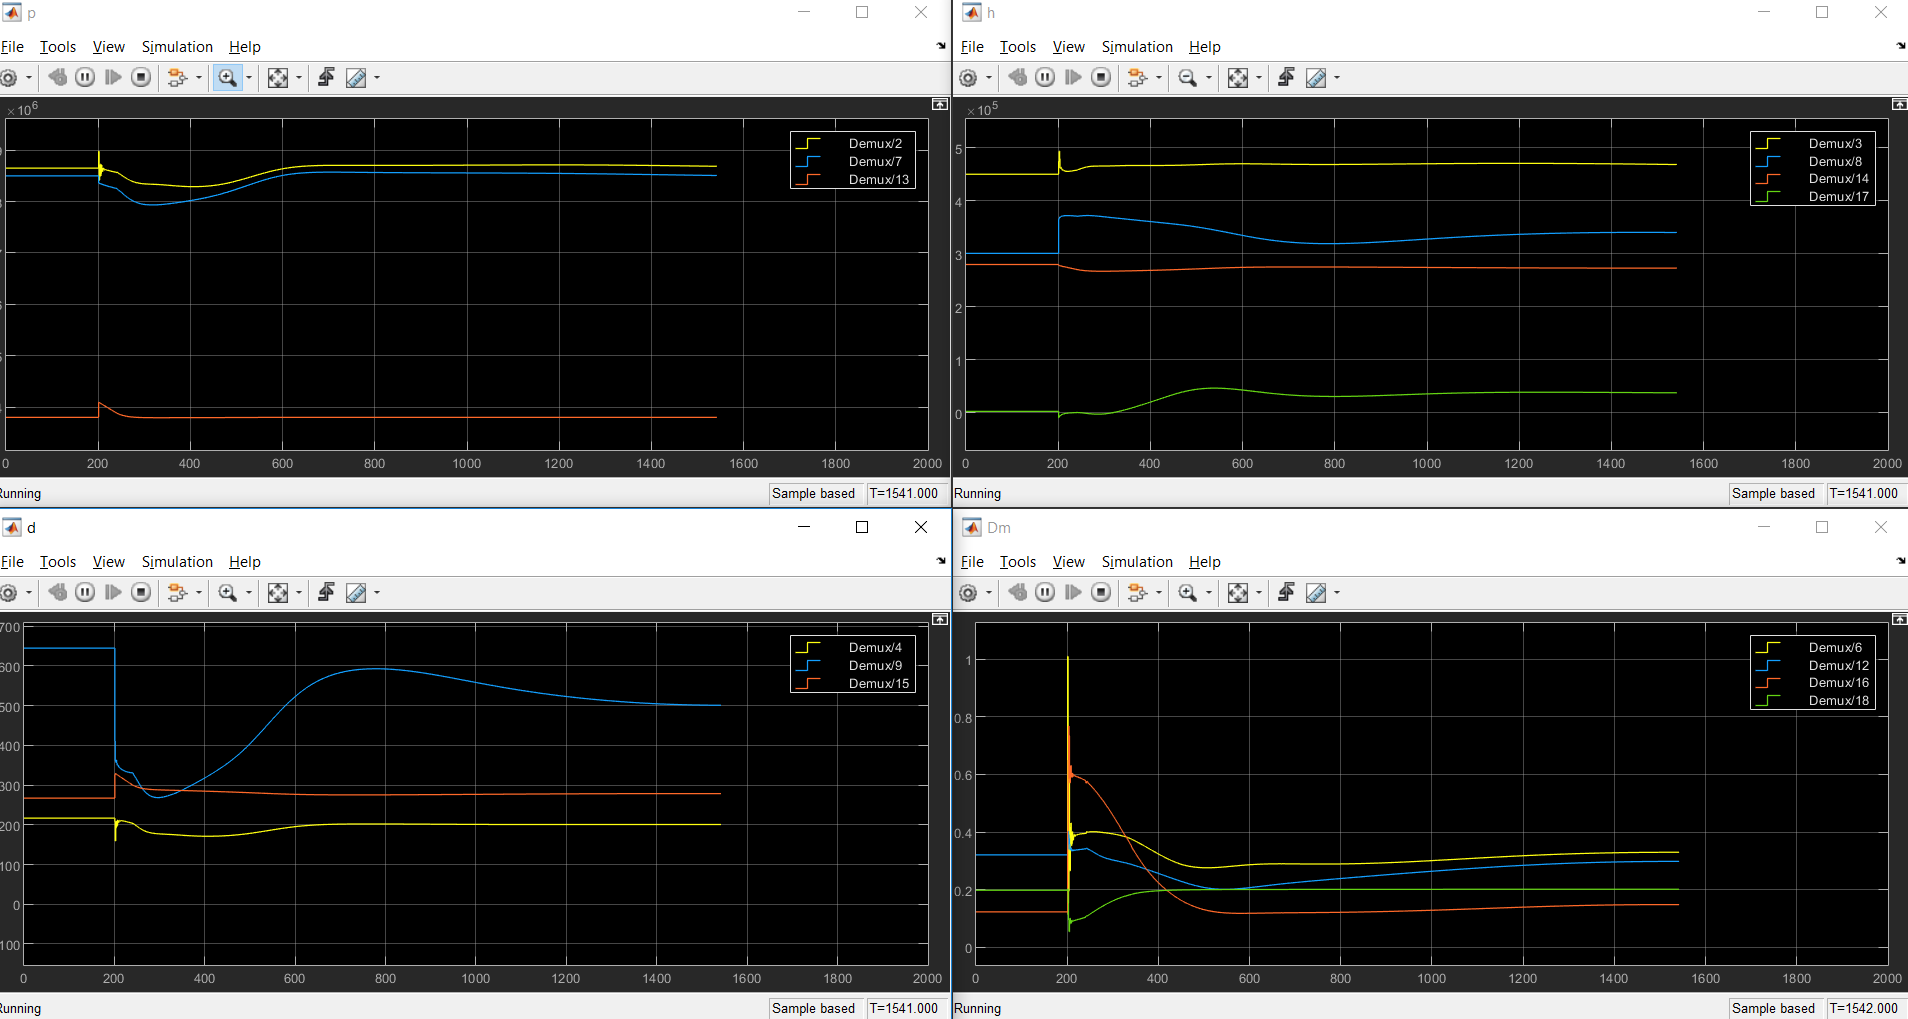 p
File Tools View Simulation Help
×10^6
Demux/2
Demux/7
Demux/13
0 200 400 600 800 1000 1200 1400 1600 1800 2000
Running
Sample based T=1541.000
h
File Tools View Simulation Help
×10^5
5
4
3
2
1
0
Demux/3
Demux/8
Demux/14
Demux/17
0 200 400 600 800 1000 1200 1400 1600 1800 2000
Running
Sample based T=1541.000
d
File Tools View Simulation Help
700
600
500
400
300
200
100
0
100
Demux/4
Demux/9
Demux/15
0 200 400 600 800 1000 1200 1400 1600 1800 2000
Running
Sample based T=1541.000
Dm
File Tools View Simulation Help
1
0.8
0.6
0.4
0.2
0
Demux/6
Demux/12
Demux/16
Demux/18
0 200 400 600 800 1000 1200 1400 1600 1800 2000
Running
Sample based T=1542.000